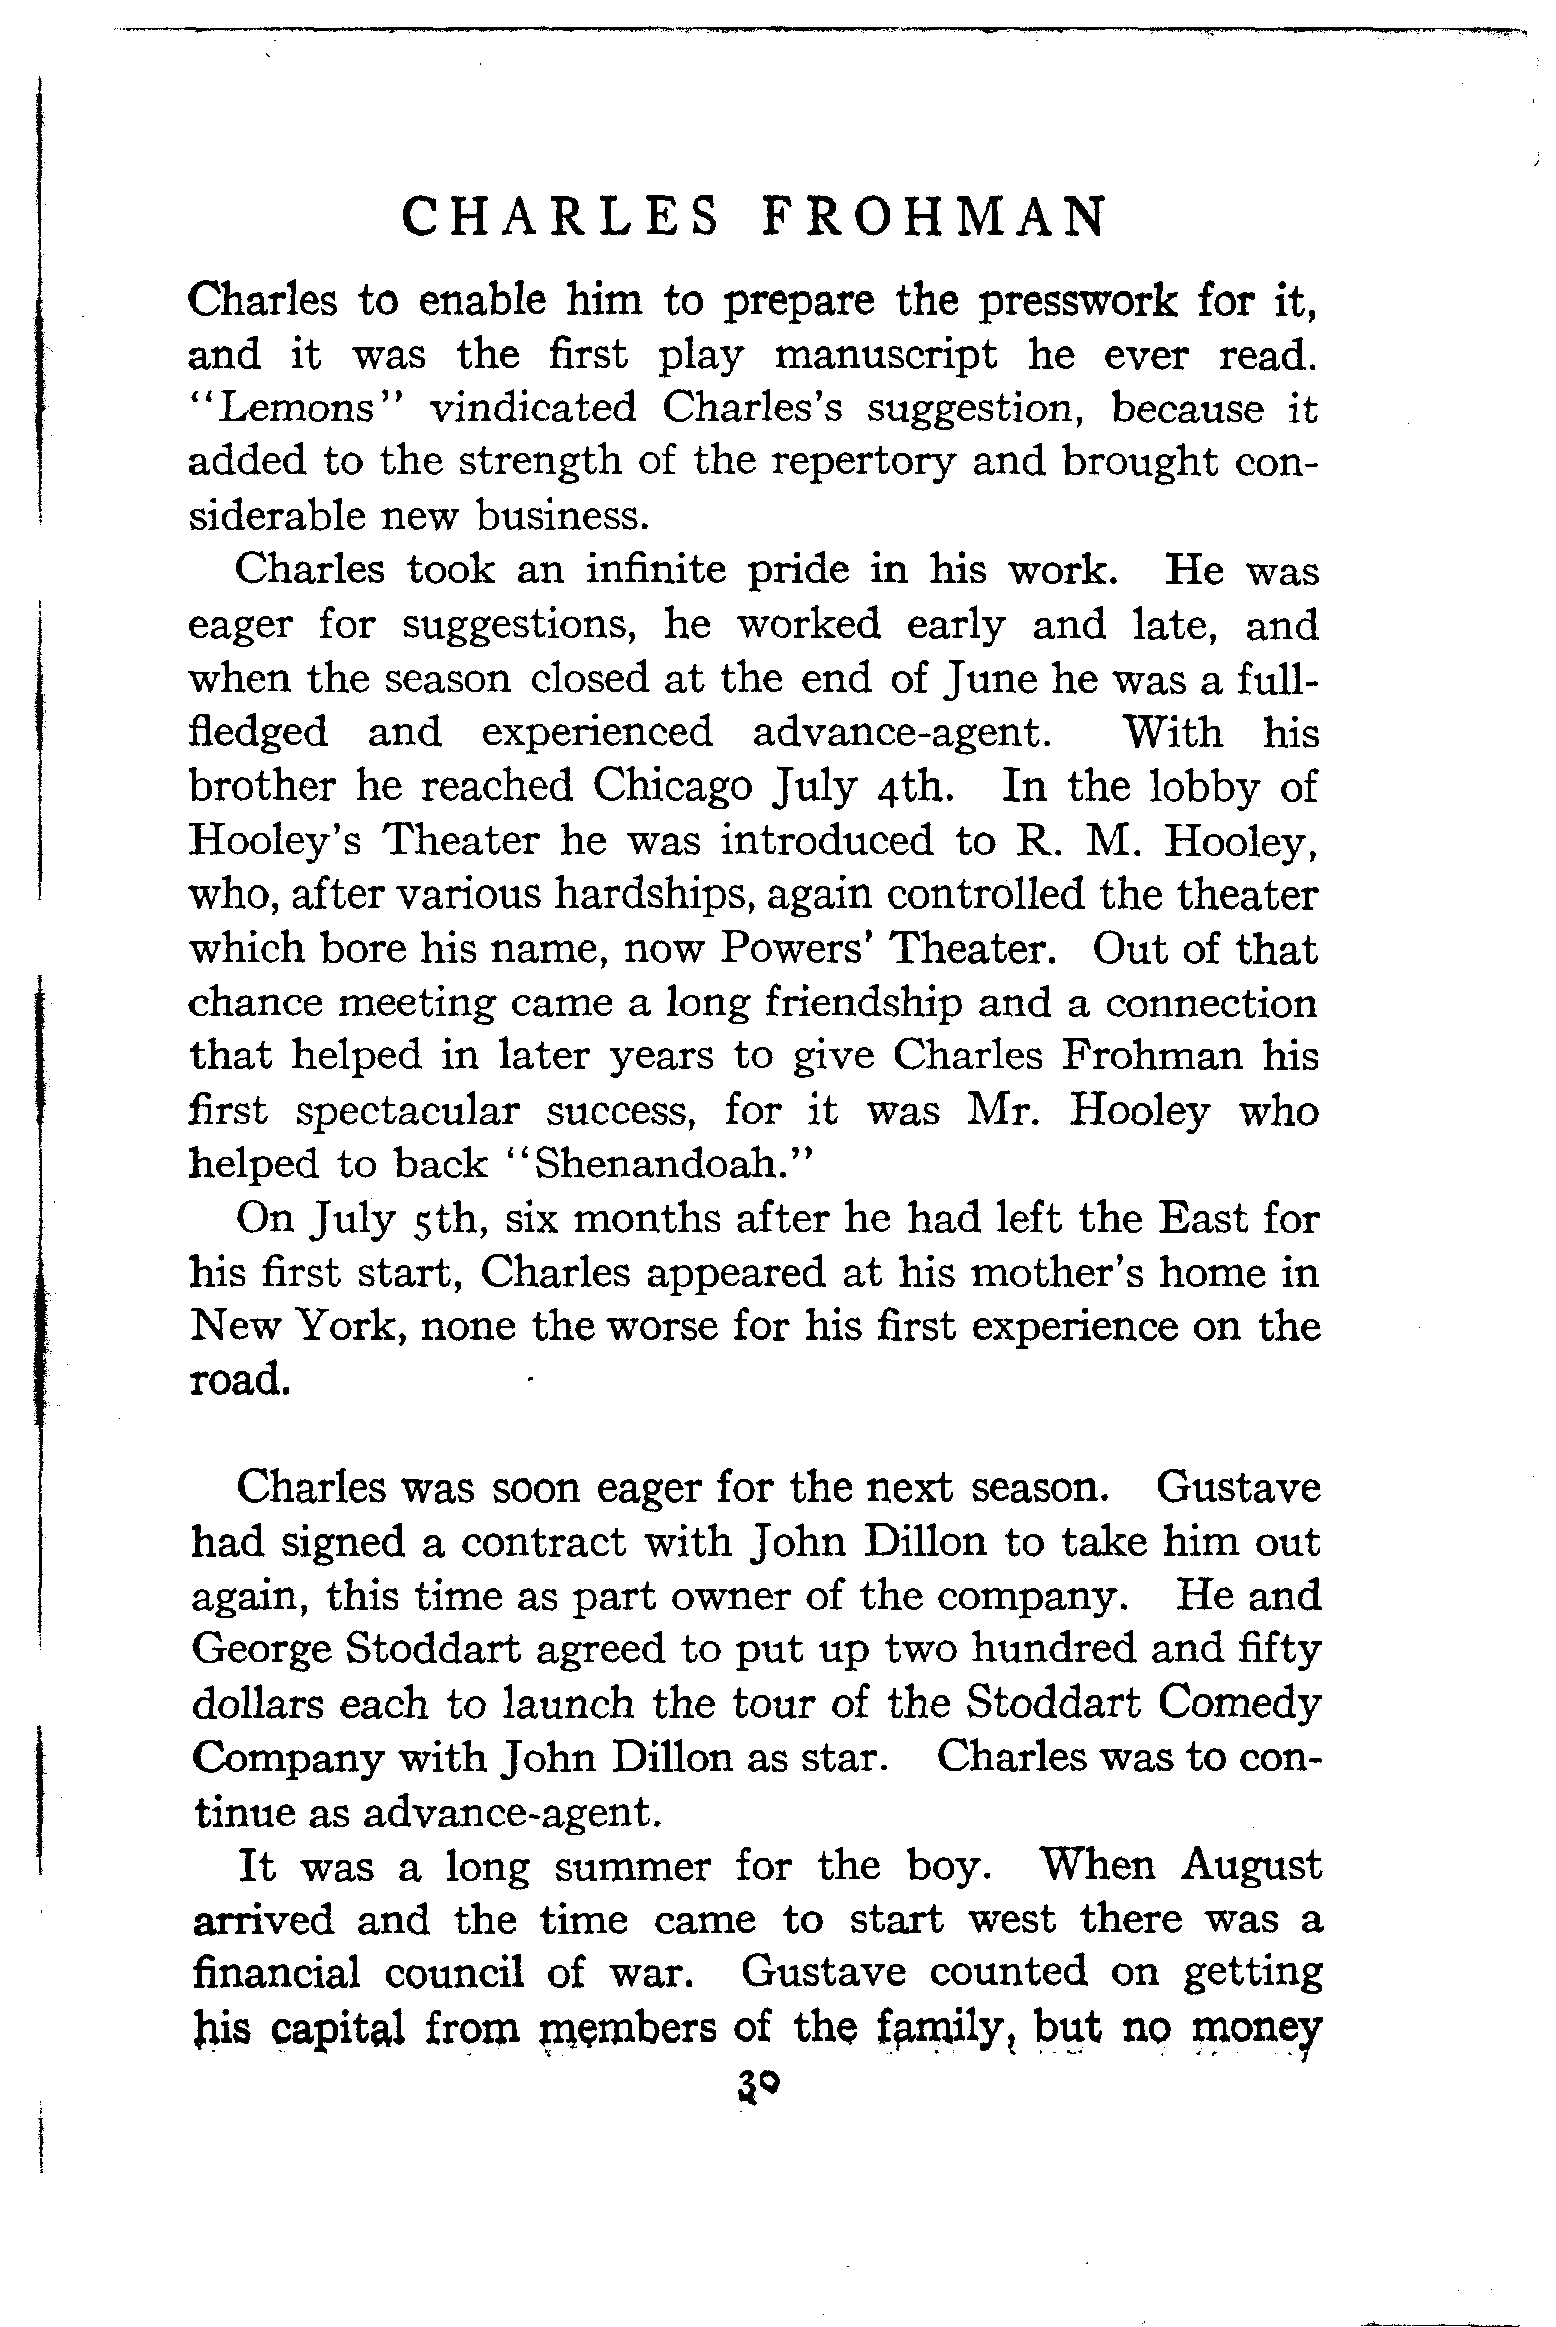 CHARLES FROHMAN
Charles to enable him to prepare the presswork for it,
and it was the first play manuscript he ever read.
"Lemons" vindicated Charles's suggestion, because it
added to the strength of the repertory and brought con-
siderable new business.
Charles took an infinite pride in his work. He was
eager for suggestions, he worked early and late, and
when the season closed at the end of June he was a full-
fledged and experienced advance-agent. With his
brother he reached Chicago July 4th. In the lobby of
Hooley's Theater he was introduced to R. M. Hooley,
who, after various hardships, again controlled the theater
which bore his name, now Powers' Theater. Out of that
chance meeting came a long friendship and a connection
that helped in later years to give Charles Frohman his
first spectacular success, for it was Mr. Hooley who
helped to back "Shenandoah."
On July 5th, six months after he had left the East for
his first start, Charles appeared at his mother's home in
New York, none the worse for his first experience on the
road.
Charles was soon eager for the next season. Gustave
had signed a contract with John Dillon to take him out
again, this time as part owner of the company. He and
George Stoddart agreed to put up two hundred and fifty
dollars each to launch the tour of the Stoddart Comedy
Company with John Dillon as star. Charles was to con-
tinue as advance-agent.
It was a long summer for the boy. When August
arrived and the time came to start west there was a
financial council of war. Gustave counted on getting
his capital from members of the family, but no money
30